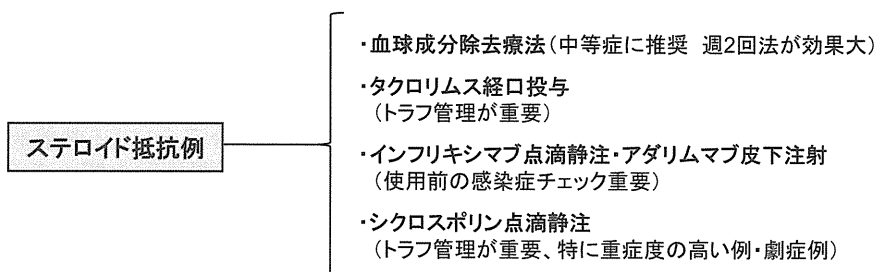 ステロイド抵抗例
・血球成分除去療法(中等症に推奨 週2回法が効果大)
・タクロリムス経口投与
(トラフ管理が重要)
・インフリキシマブ点滴静注・アダリムマブ皮下注射
(使用前の感染症チェック重要)
・シクロスポリン点滴静注
(トラフ管理が重要、特に重症度の高い例・劇症例)